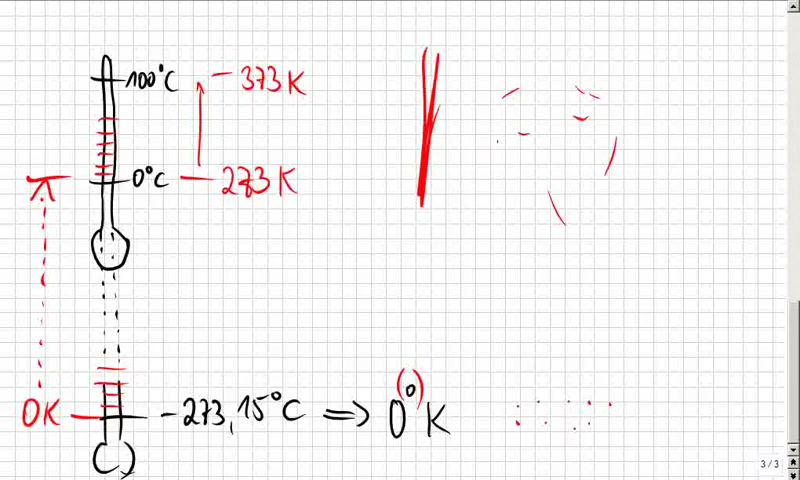 100°C – 373 K
0°C – 273 K
0K – -273,15°C ⇒ 0(°)K
3 / 3